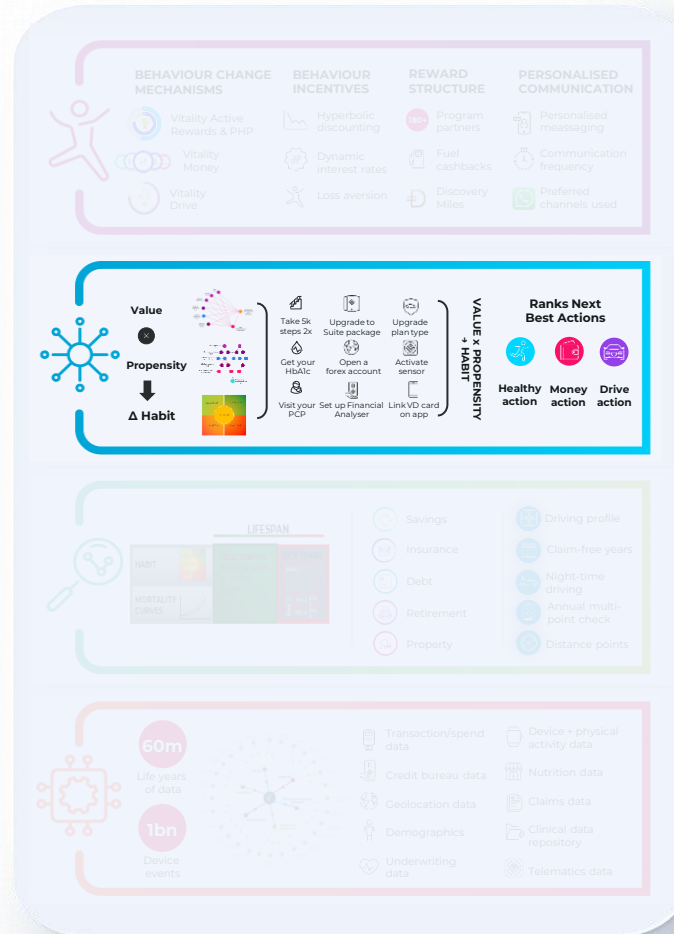 BEHAVIOUR CHANGE
MECHANISMS
BEHAVIOUR
INCENTIVES
REWARD
STRUCTURE
PERSONALISED
COMMUNICATION
Vitality Active
Rewards & PHP
Hyperbolic
discounting
Program
partners
Personalised
meassaging
Vitality
Money
Dynamic
interest rates
Fuel
cashbacks
Communication
frequency
Vitality
Drive
Loss aversion
Discovery
Miles
Preferred
channels used
Value
Propensity
Δ Habit
Take 5k
steps 2x
Upgrade to
Suite package
Upgrade
plan type
Get your
HbA1c
Open a
forex account
Activate
sensor
Visit your
PCP
Set up Financial
Analyser
Link VD card
on app
VALUE x PROPENSITY
→ HABIT
Ranks Next
Best Actions
Healthy
action
Money
action
Drive
action
LIFESPAN
HABIT
MORTALITY
CURVES
Savings
Insurance
Debt
Retirement
Property
Driving profile
Claim-free years
Night-time
driving
Annual multi-
point check
Distance points
60m
Life years
of data
1bn
Device
events
Transaction/spend
data
Credit bureau data
Geolocation data
Demographics
Underwriting
data
Device + physical
activity data
Nutrition data
Claims data
Clinical data
repository
Telematics data